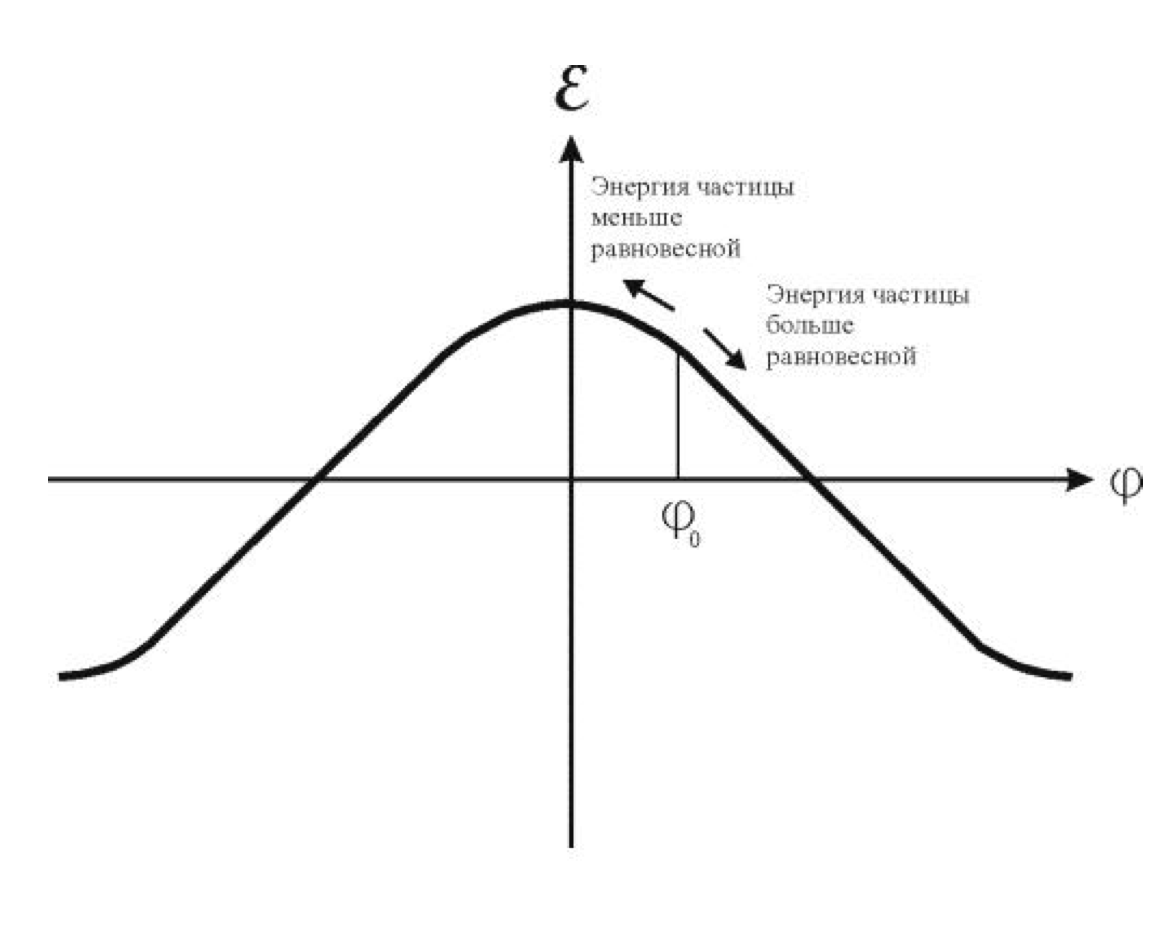 ℰ
Энергия частицы
меньше
равновесной
Энергия частицы
больше
равновесной
φ
φ₀